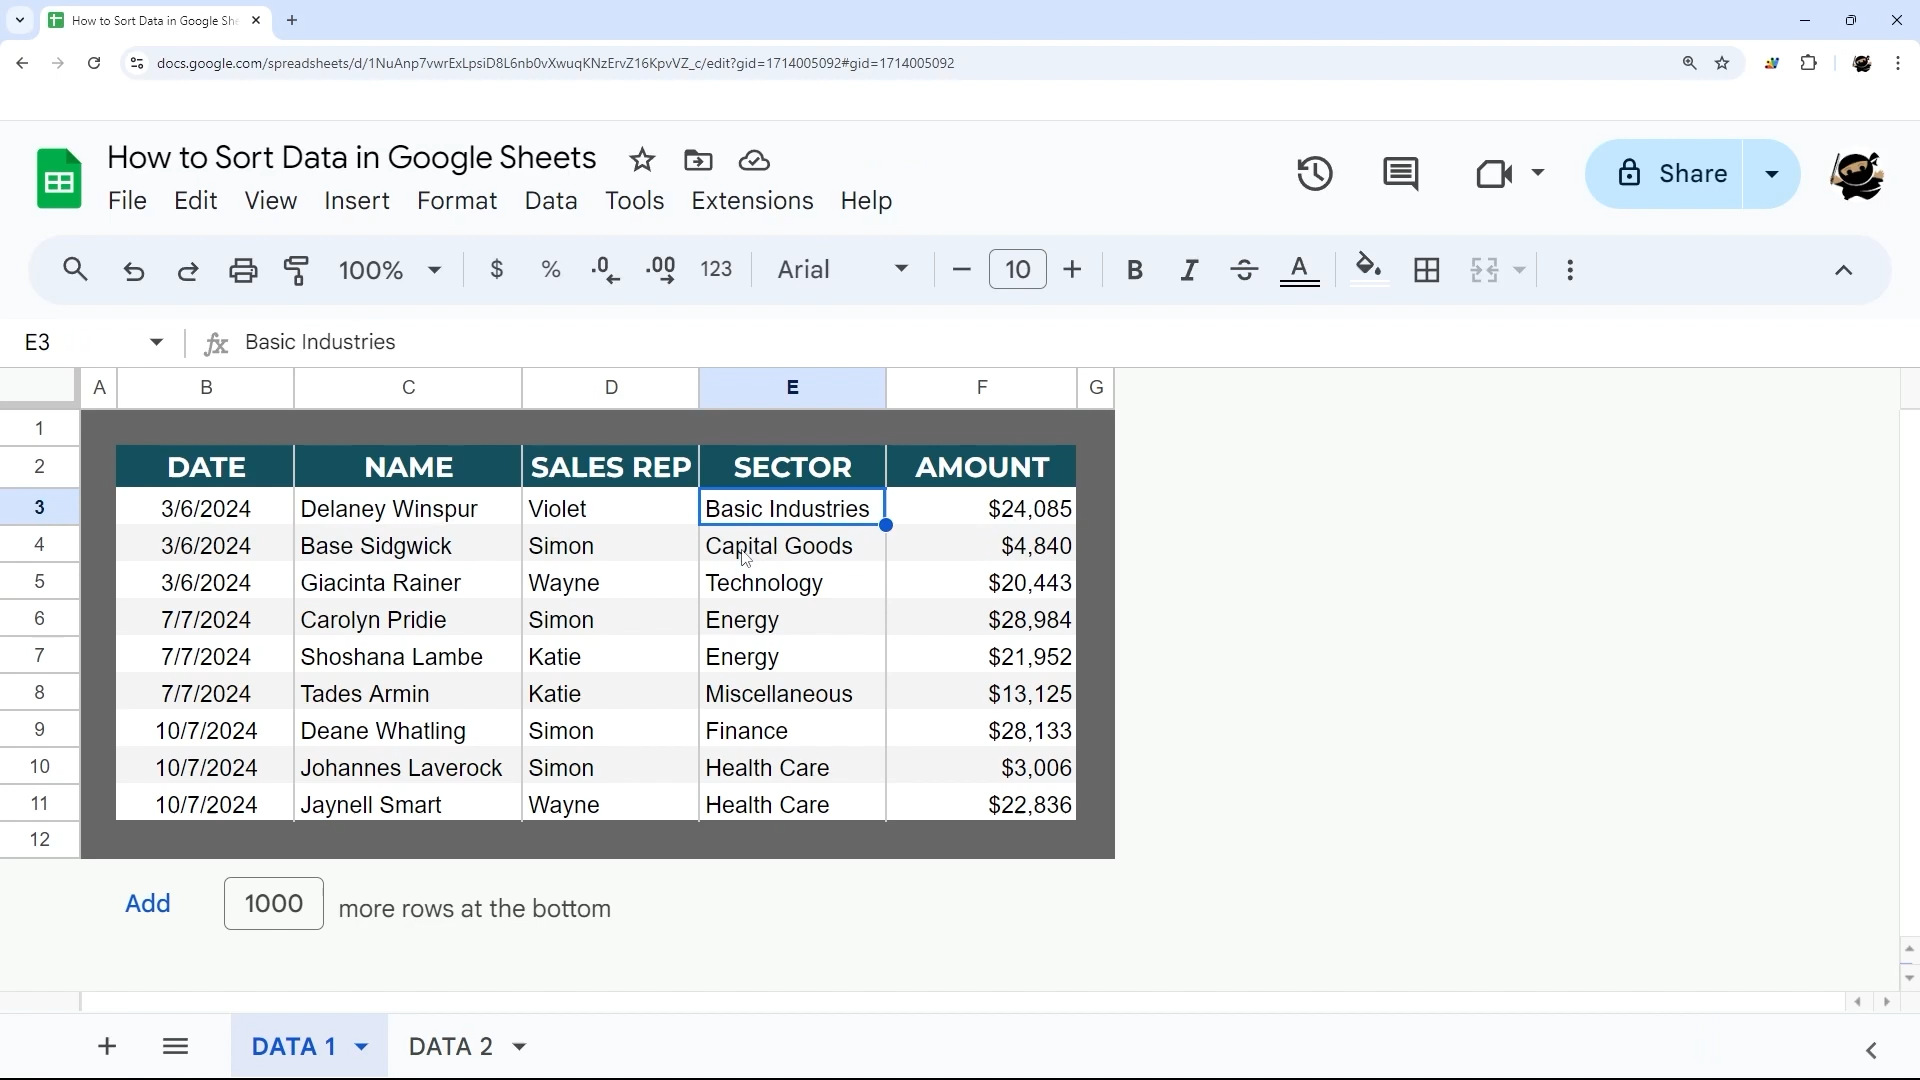 How to Sort Data in Google She
docs.google.com/spreadsheets/d/1NuAnp7vwrExLpsiD8L6nb0vXwuqKNzErvZ16KpvVZ_c/edit?gid=1714005092#gid=1714005092
How to Sort Data in Google Sheets
File Edit View Insert Format Data Tools Extensions Help
Share
100% $ % .0 .00 123 Arial 10 B I S A
E3 fx Basic Industries
A B C D E F G
1
2 DATE NAME SALES REP SECTOR AMOUNT
3 3/6/2024 Delaney Winspur Violet Basic Industries $24,085
4 3/6/2024 Base Sidgwick Simon Capital Goods $4,840
5 3/6/2024 Giacinta Rainer Wayne Technology $20,443
6 7/7/2024 Carolyn Pridie Simon Energy $28,984
7 7/7/2024 Shoshana Lambe Katie Energy $21,952
8 7/7/2024 Tades Armin Katie Miscellaneous $13,125
9 10/7/2024 Deane Whatling Simon Finance $28,133
10 10/7/2024 Johannes Laverock Simon Health Care $3,006
11 10/7/2024 Jaynell Smart Wayne Health Care $22,836
12
Add 1000 more rows at the bottom
DATA 1 DATA 2